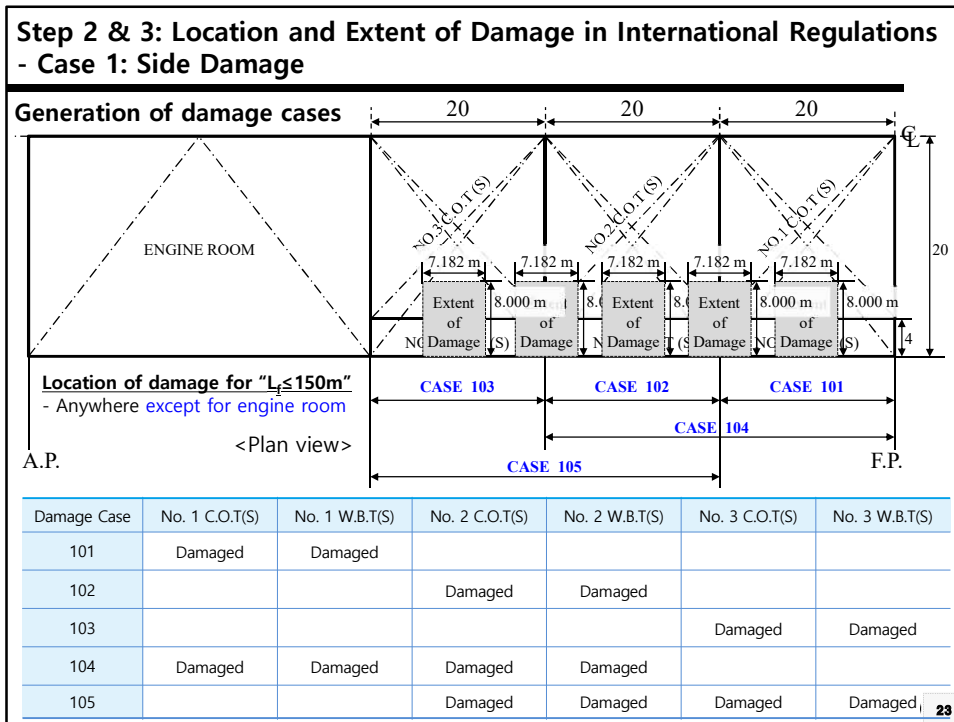 Step 2 & 3: Location and Extent of Damage in International Regulations
- Case 1: Side Damage
Generation of damage cases
20 20 20
℄
20
ENGINE ROOM
NO.3 C.O.T (S) NO.2 C.O.T (S) NO.1 C.O.T (S)
7.182 m 7.182 m 7.182 m 7.182 m 7.182 m
8.000 m 8.000 m 8.000 m
Extent of Damage
of Damage
Extent of Damage
Extent of Damage
of Damage
4
Location of damage for “Lf≤150m”
- Anywhere except for engine room
CASE 103 CASE 102 CASE 101
CASE 104
<Plan view>
A.P. CASE 105 F.P.
Damage Case No. 1 C.O.T(S) No. 1 W.B.T(S) No. 2 C.O.T(S) No. 2 W.B.T(S) No. 3 C.O.T(S) No. 3 W.B.T(S)
101 Damaged Damaged
102 Damaged Damaged
103 Damaged Damaged
104 Damaged Damaged Damaged Damaged
105 Damaged Damaged Damaged Damaged
23